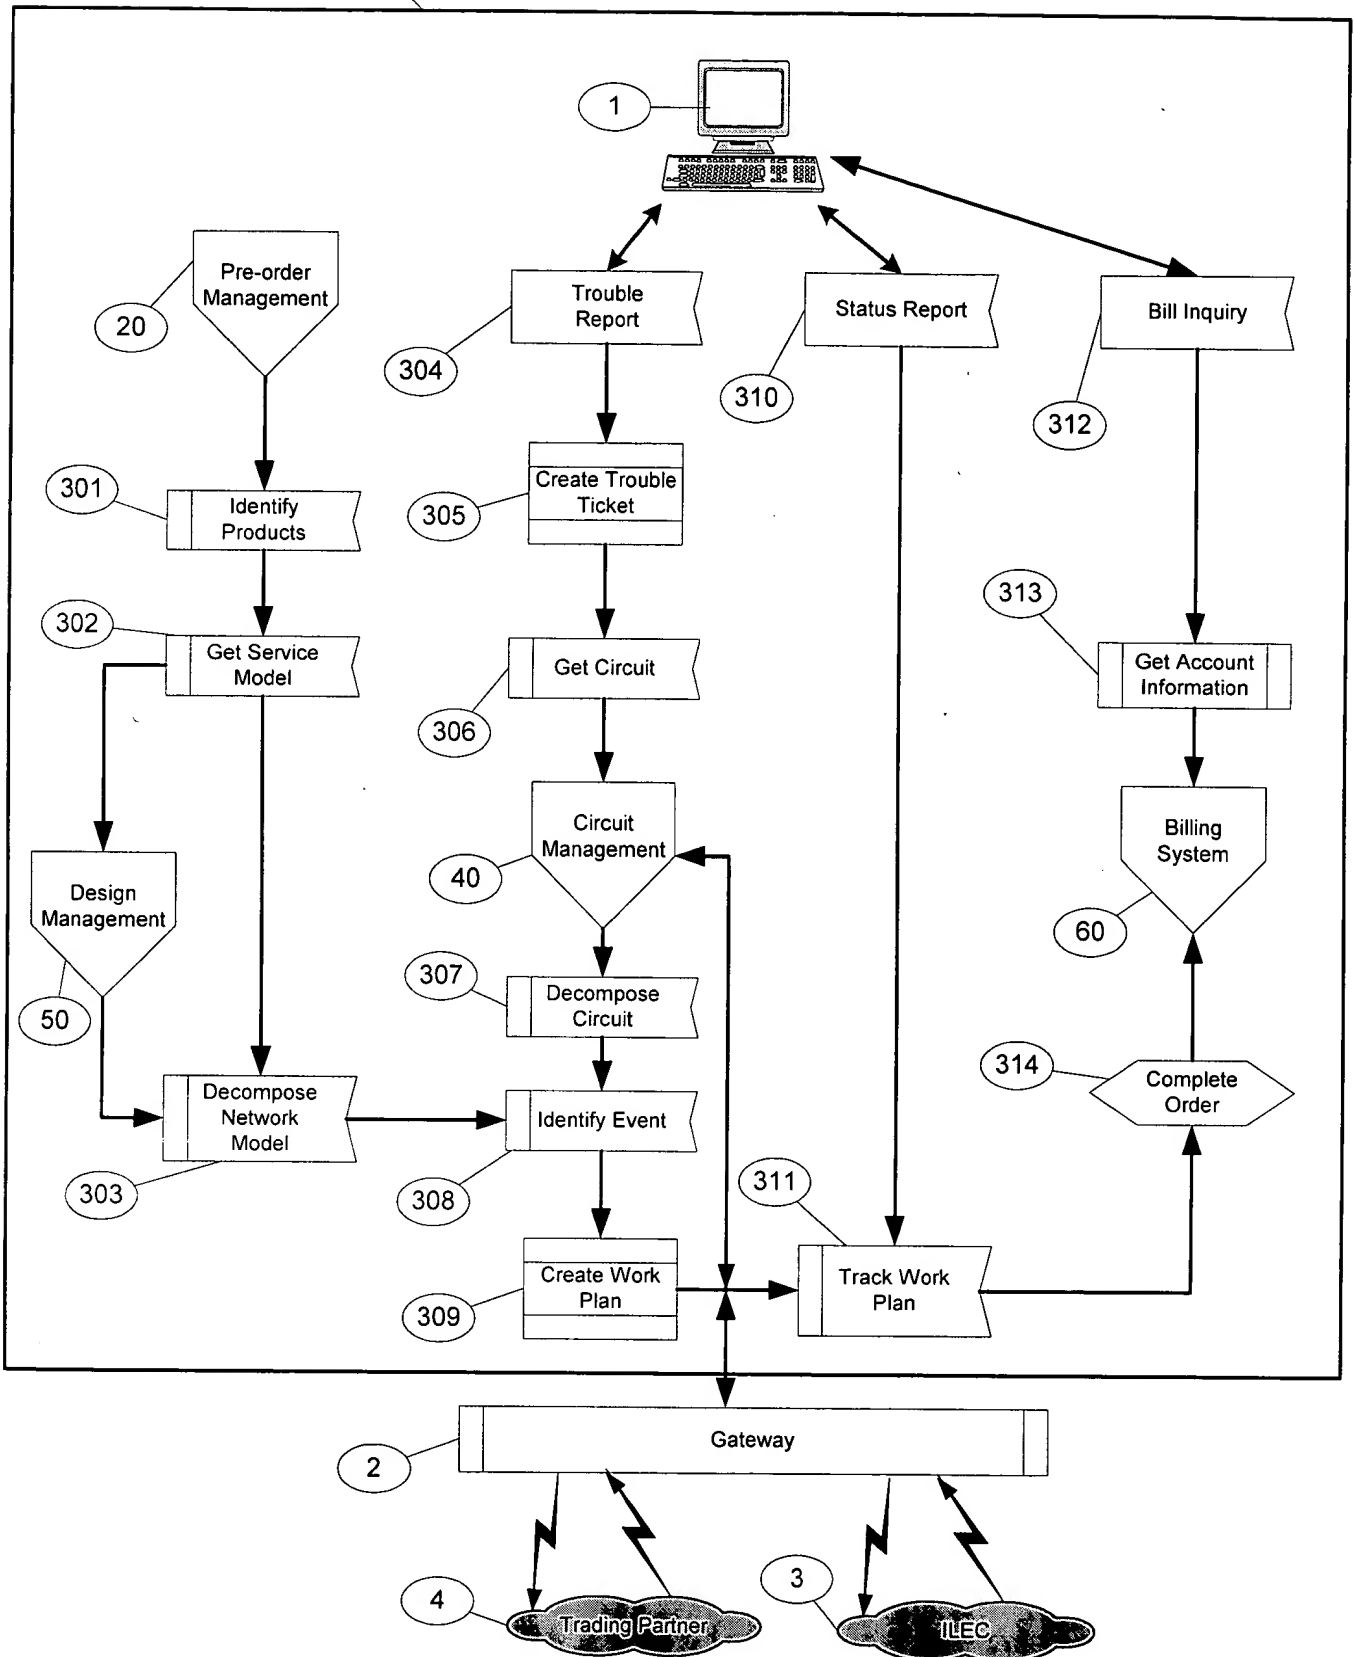 1
Pre-order
Management
20
Trouble
Report
304
Status Report
310
Bill Inquiry
312
301
Identify
Products
Create Trouble
Ticket
305
302
Get Service
Model
Get Circuit
306
313
Get Account
Information
Circuit
Management
40
Billing
System
60
Design
Management
50
307
Decompose
Circuit
314
Complete
Order
Decompose
Network
Model
303
Identify Event
308
311
Create Work
Plan
309
Track Work
Plan
Gateway
2
4
Trading Partner
3
ILEC